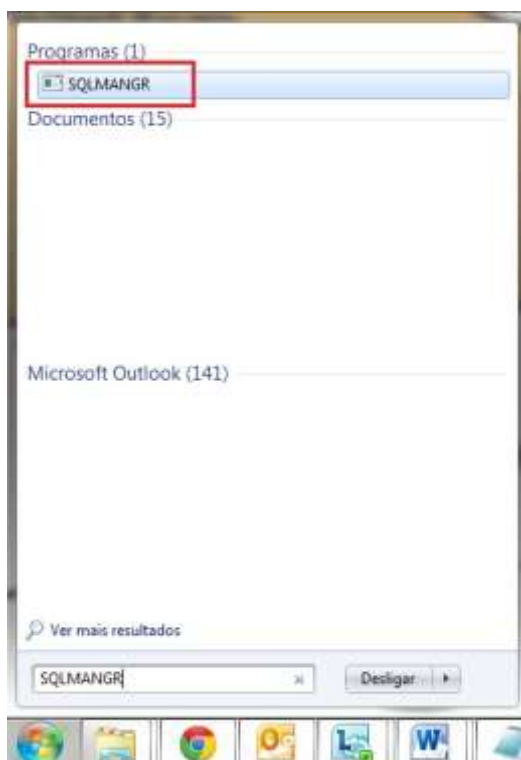 Programas (1)
SQLMANGR
Documentos (15)
Microsoft Outlook (141)
Ver mais resultados
SQLMANGR
Desligar